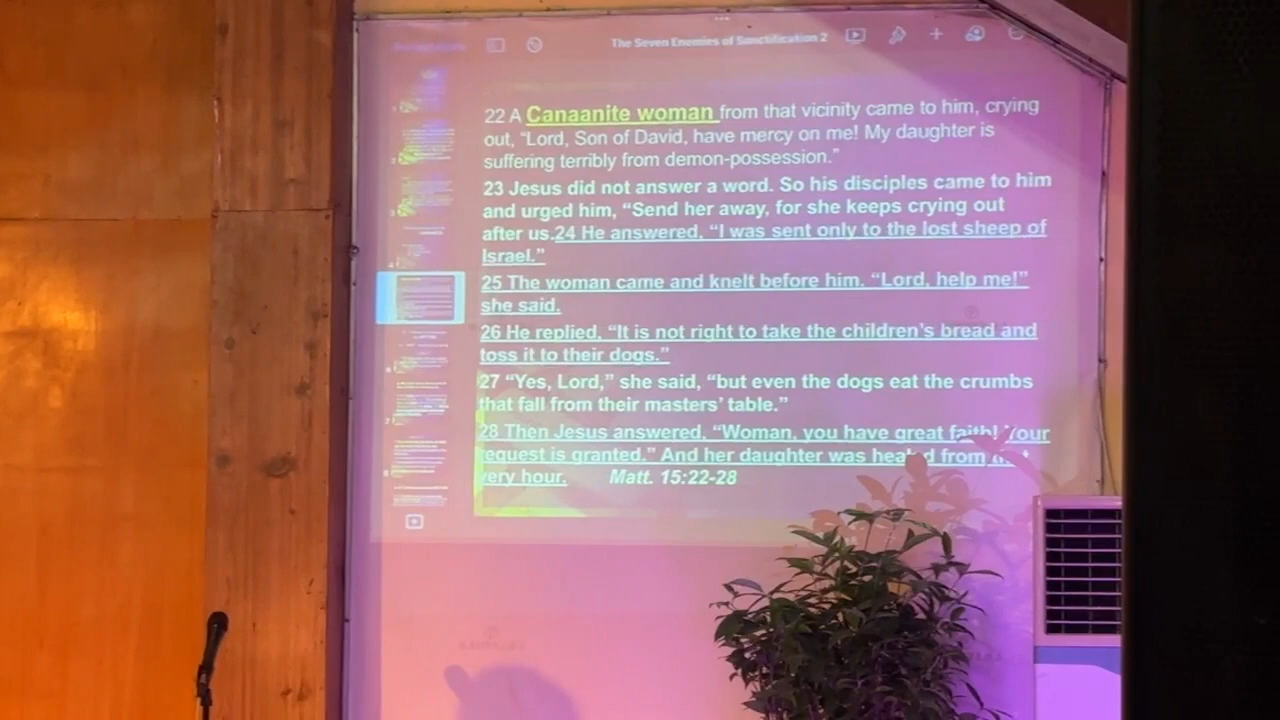 The Seven Enemies of Sanctification 2
22 A Canaanite woman from that vicinity came to him, crying
out, “Lord, Son of David, have mercy on me! My daughter is
suffering terribly from demon-possession.”
23 Jesus did not answer a word. So his disciples came to him
and urged him, “Send her away, for she keeps crying out
after us.24 He answered, “I was sent only to the lost sheep of
Israel.”
25 The woman came and knelt before him. “Lord, help me!”
she said.
26 He replied, “It is not right to take the children’s bread and
toss it to their dogs.”
27 “Yes, Lord,” she said, “but even the dogs eat the crumbs
that fall from their masters’ table.”
28 Then Jesus answered, “Woman, you have great faith! Your
request is granted.” And her daughter was healed from that
very hour. Matt. 15:22-28